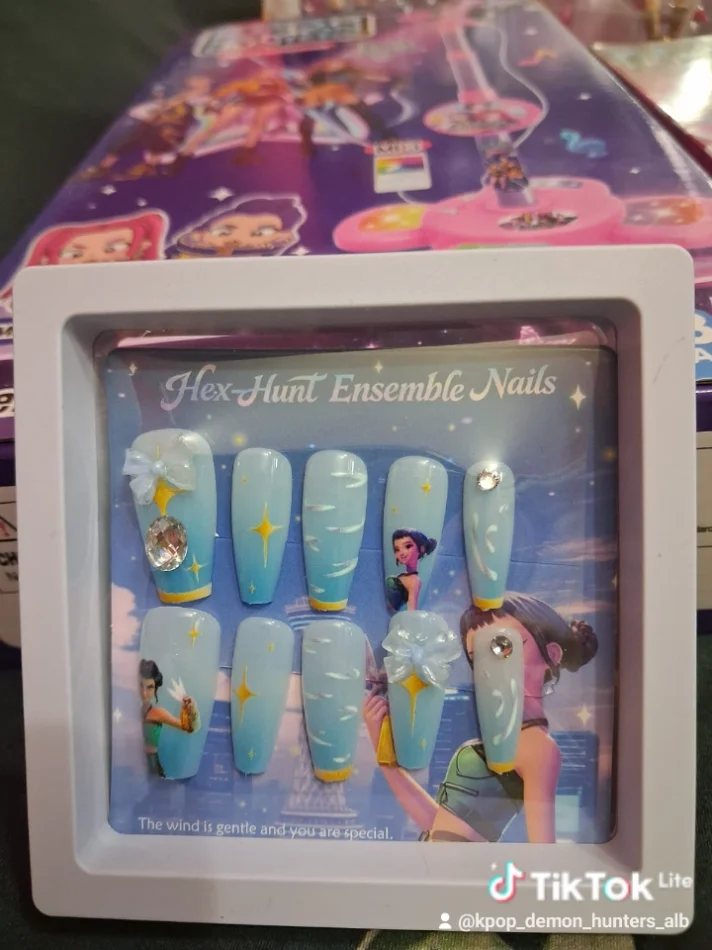 Hex-Hunt Ensemble Nails
The wind is gentle and you are special.
TikTok Lite
@kpop_demon_hunters_alb